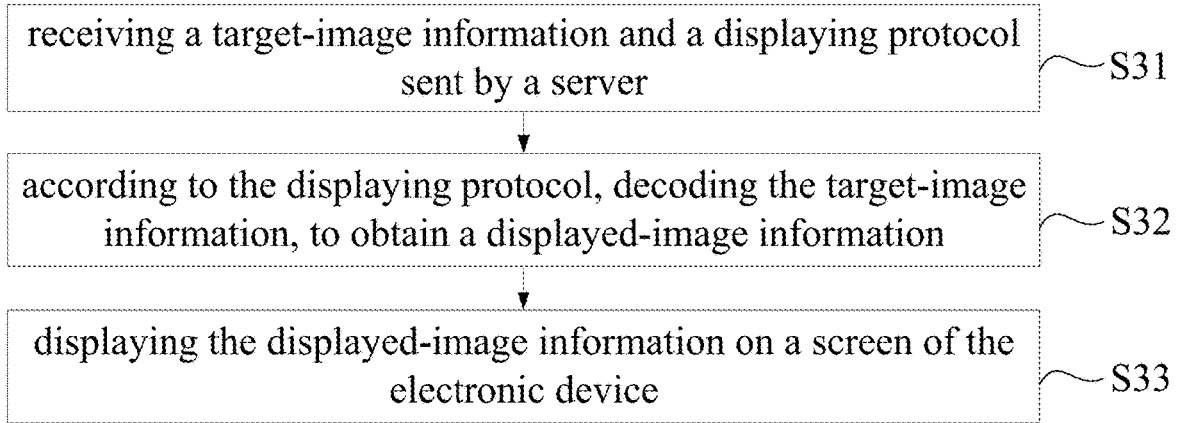 receiving a target-image information and a displaying protocol
sent by a server
S31
according to the displaying protocol, decoding the target-image
information, to obtain a displayed-image information
S32
displaying the displayed-image information on a screen of the
electronic device
S33